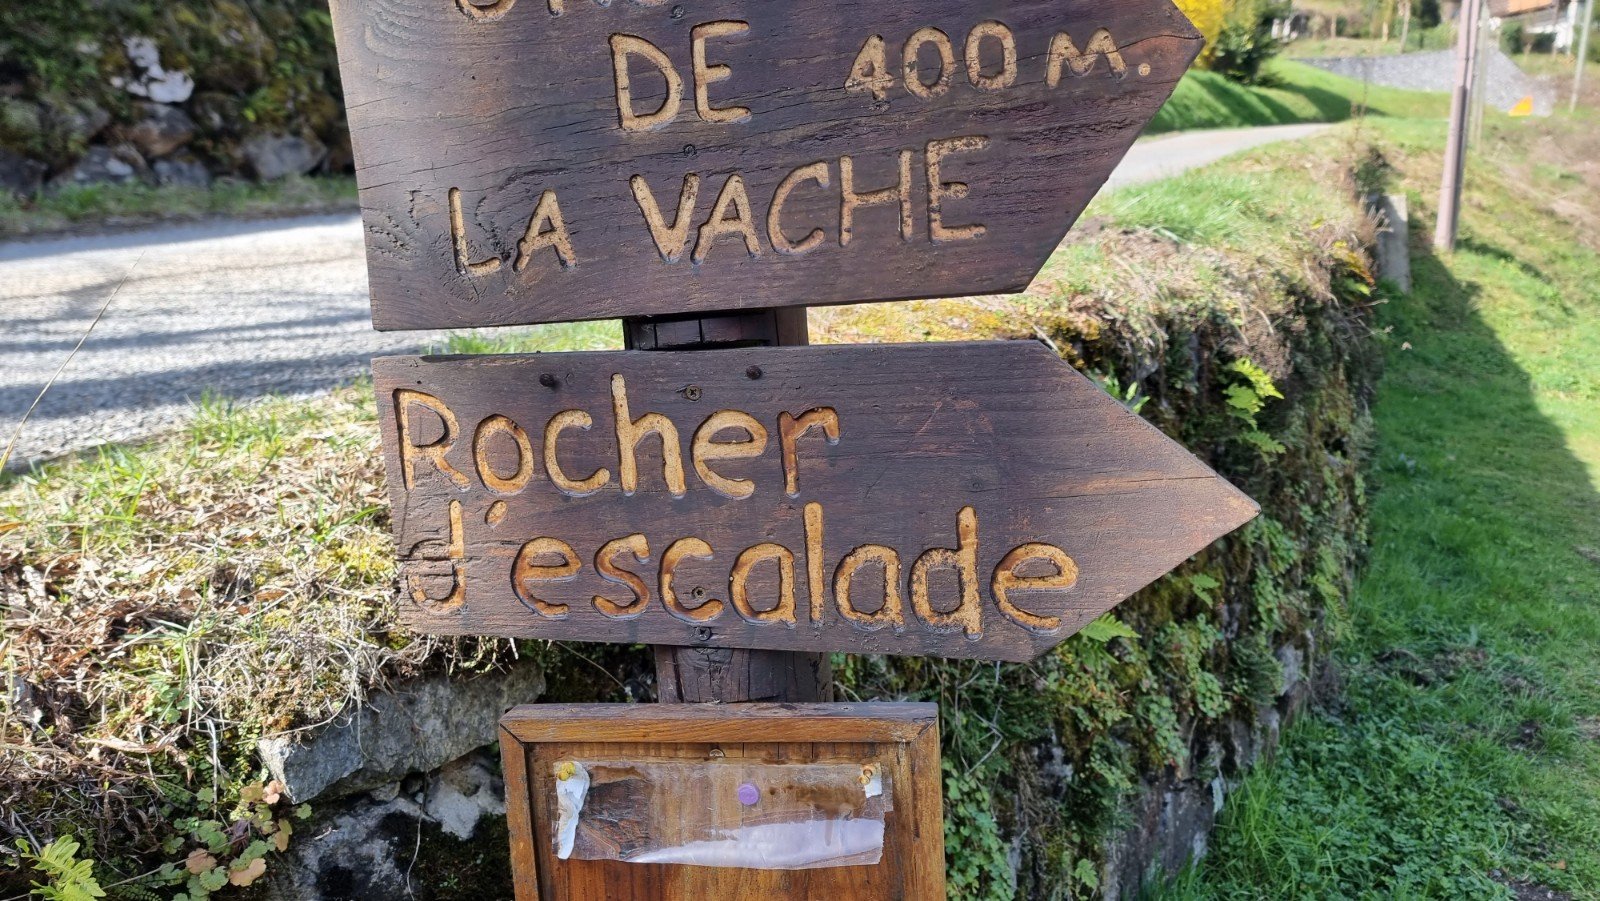 DE 400 M.
LA VACHE
Rocher
d'escalade